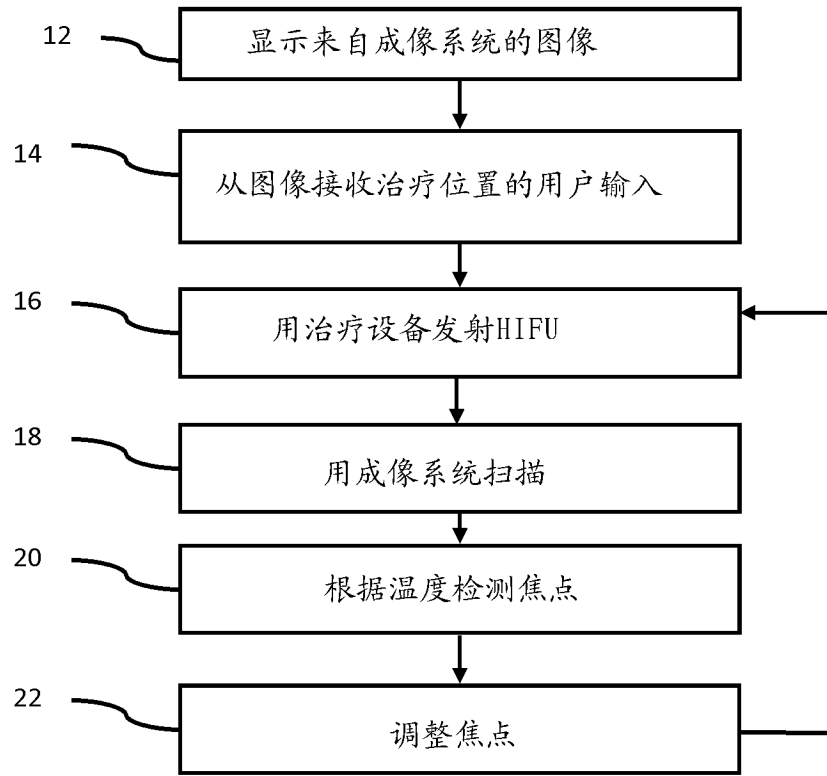 12
显示来自成像系统的图像
14
从图像接收治疗位置的用户输入
16
用治疗设备发射HIFU
18
用成像系统扫描
20
根据温度检测焦点
22
调整焦点